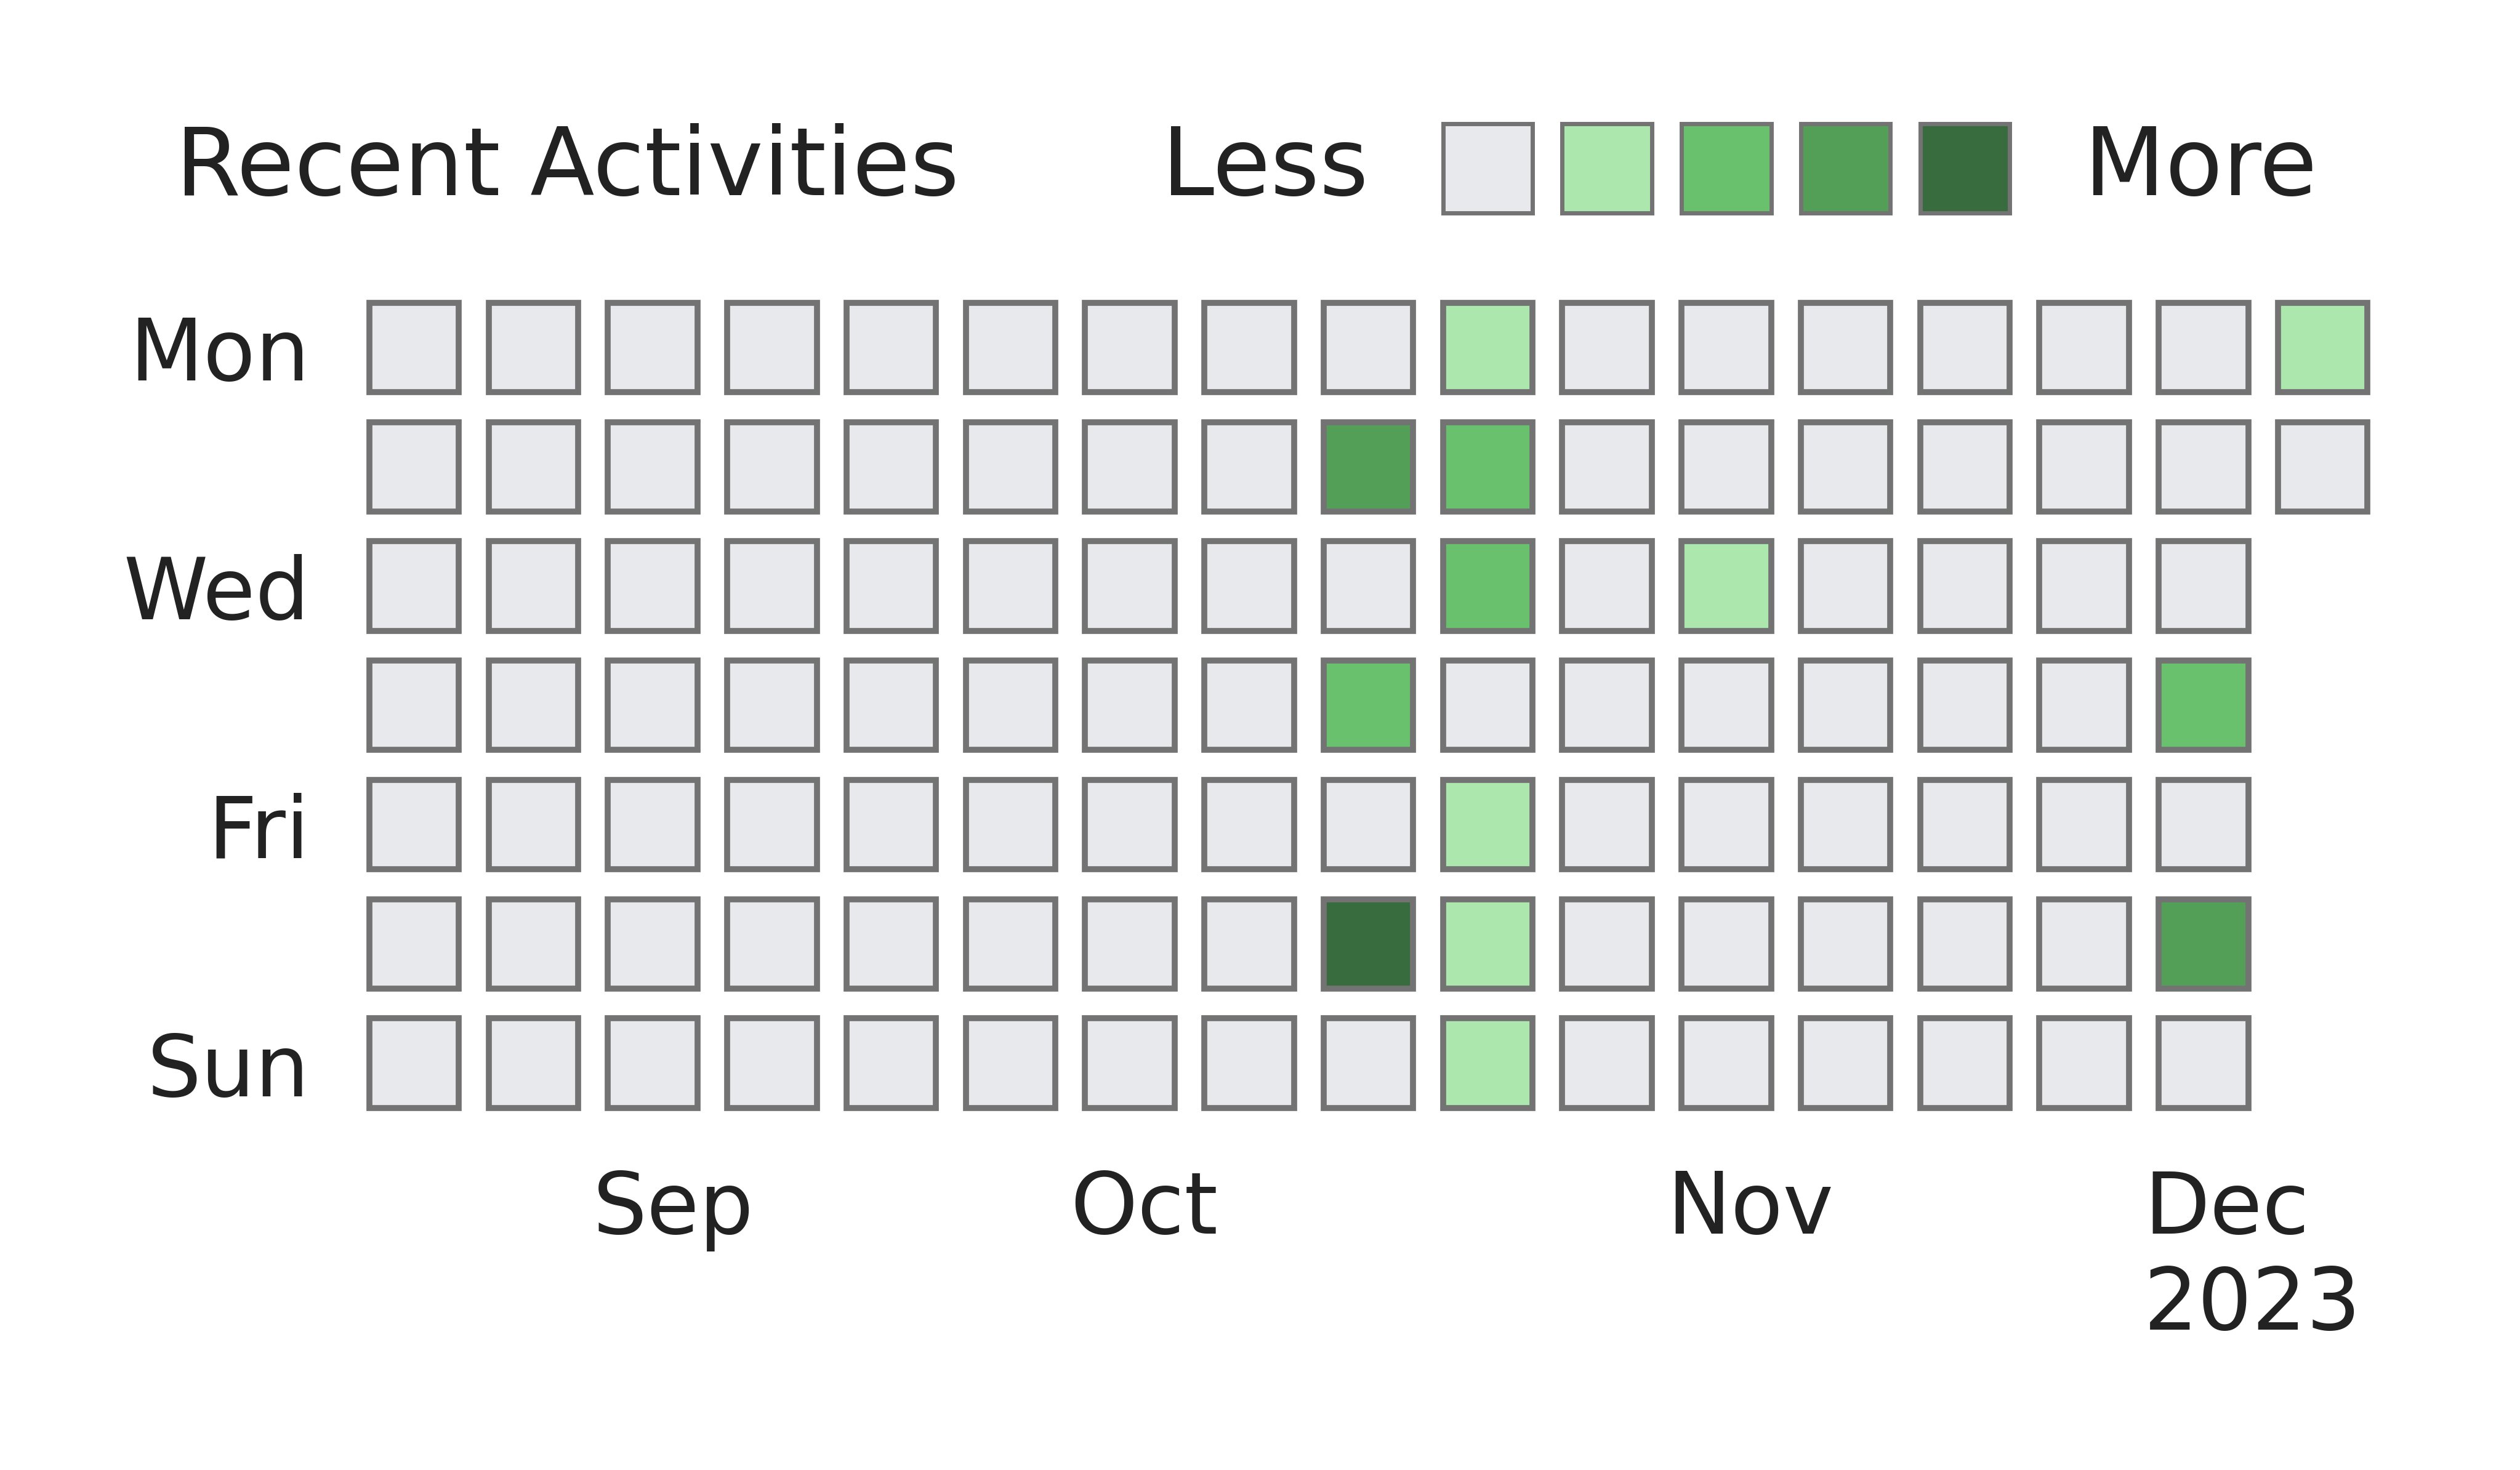 Recent Activities Less More
Mon
Wed
Fri
Sun
Sep Oct Nov Dec
2023